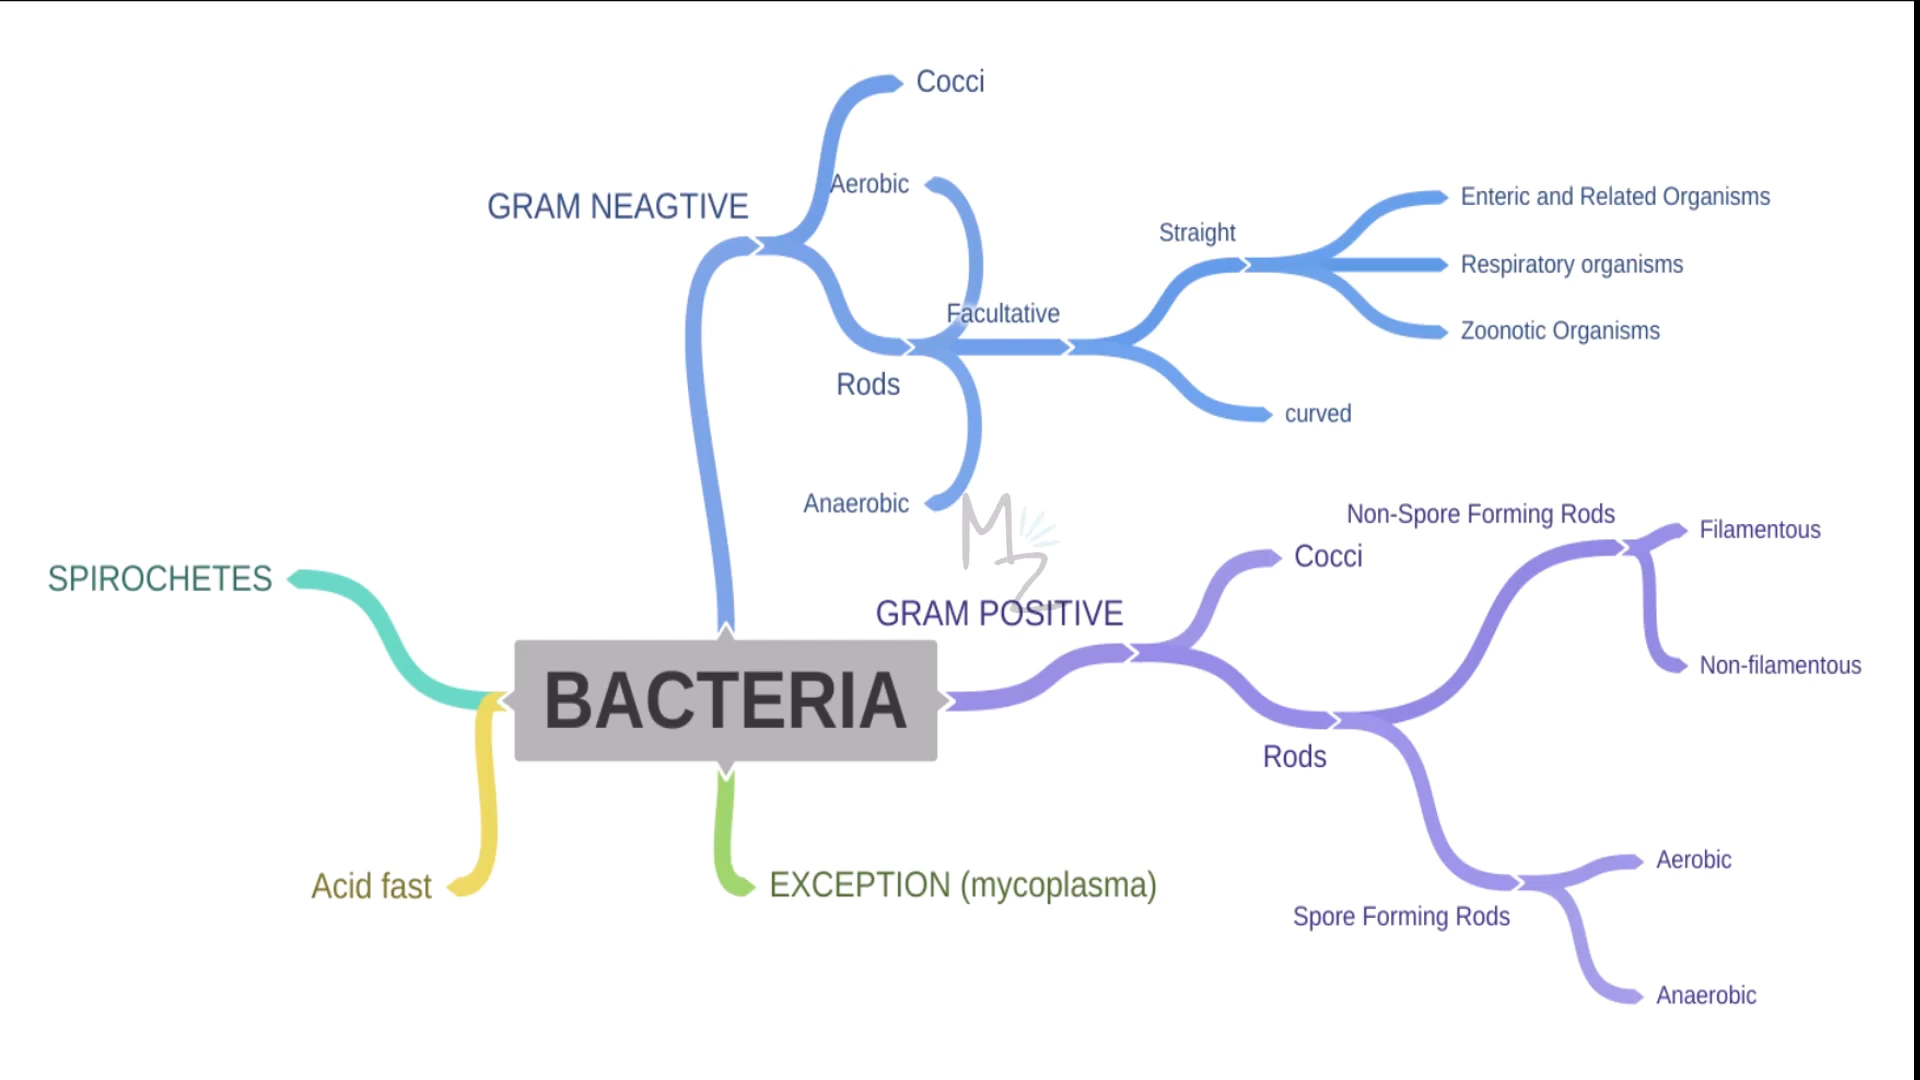 Cocci
Aerobic
GRAM NEAGTIVE
Enteric and Related Organisms
Straight
Respiratory organisms
Facultative
Zoonotic Organisms
Rods
curved
Anaerobic
Non-Spore Forming Rods
Filamentous
Cocci
SPIROCHETES
MZ
GRAM POSITIVE
Non-filamentous
BACTERIA
Rods
Aerobic
Acid fast
EXCEPTION (mycoplasma)
Spore Forming Rods
Anaerobic